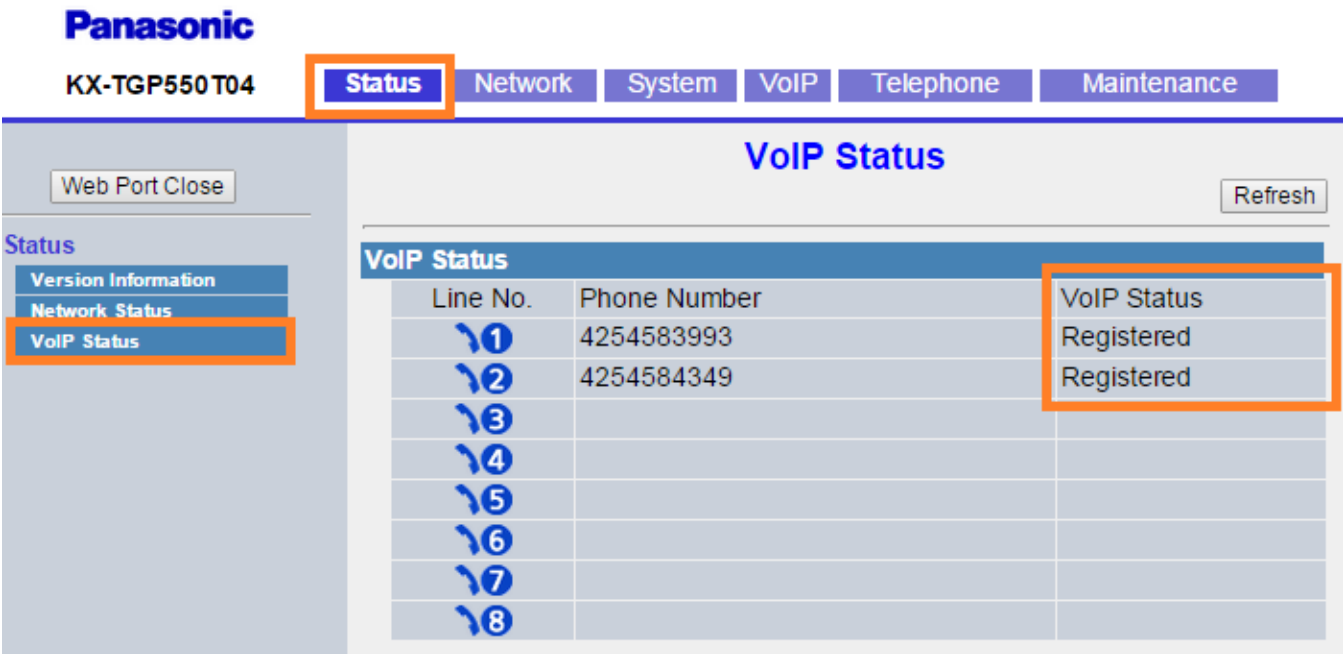 Panasonic
KX-TGP550T04 Status Network System VoIP Telephone Maintenance
Web Port Close
Status
Version Information
Network Status
VoIP Status
VoIP Status
Refresh
VoIP Status
Line No. Phone Number VoIP Status
1 4254583993 Registered
2 4254584349 Registered
3
4
5
6
7
8